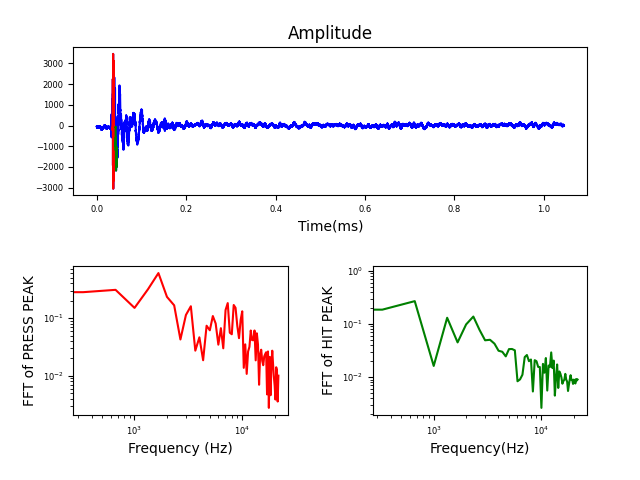 Amplitude
3000
2000
1000
0
−1000
−2000
−3000
0.0 0.2 0.4 0.6 0.8 1.0
Time(ms)
FFT of PRESS PEAK
10⁻¹
10⁻²
10³ 10⁴
Frequency (Hz)
FFT of HIT PEAK
10⁰
10⁻¹
10⁻²
10³ 10⁴
Frequency(Hz)